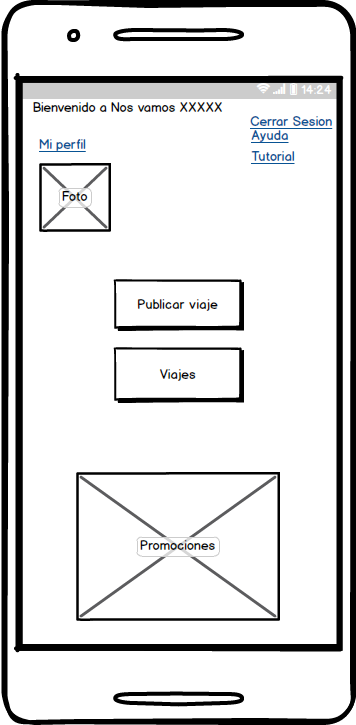 14:24
Bienvenido a Nos vamos XXXXX
Cerrar Sesion
Ayuda
Mi perfil
Tutorial
Foto
Publicar viaje
Viajes
Promociones